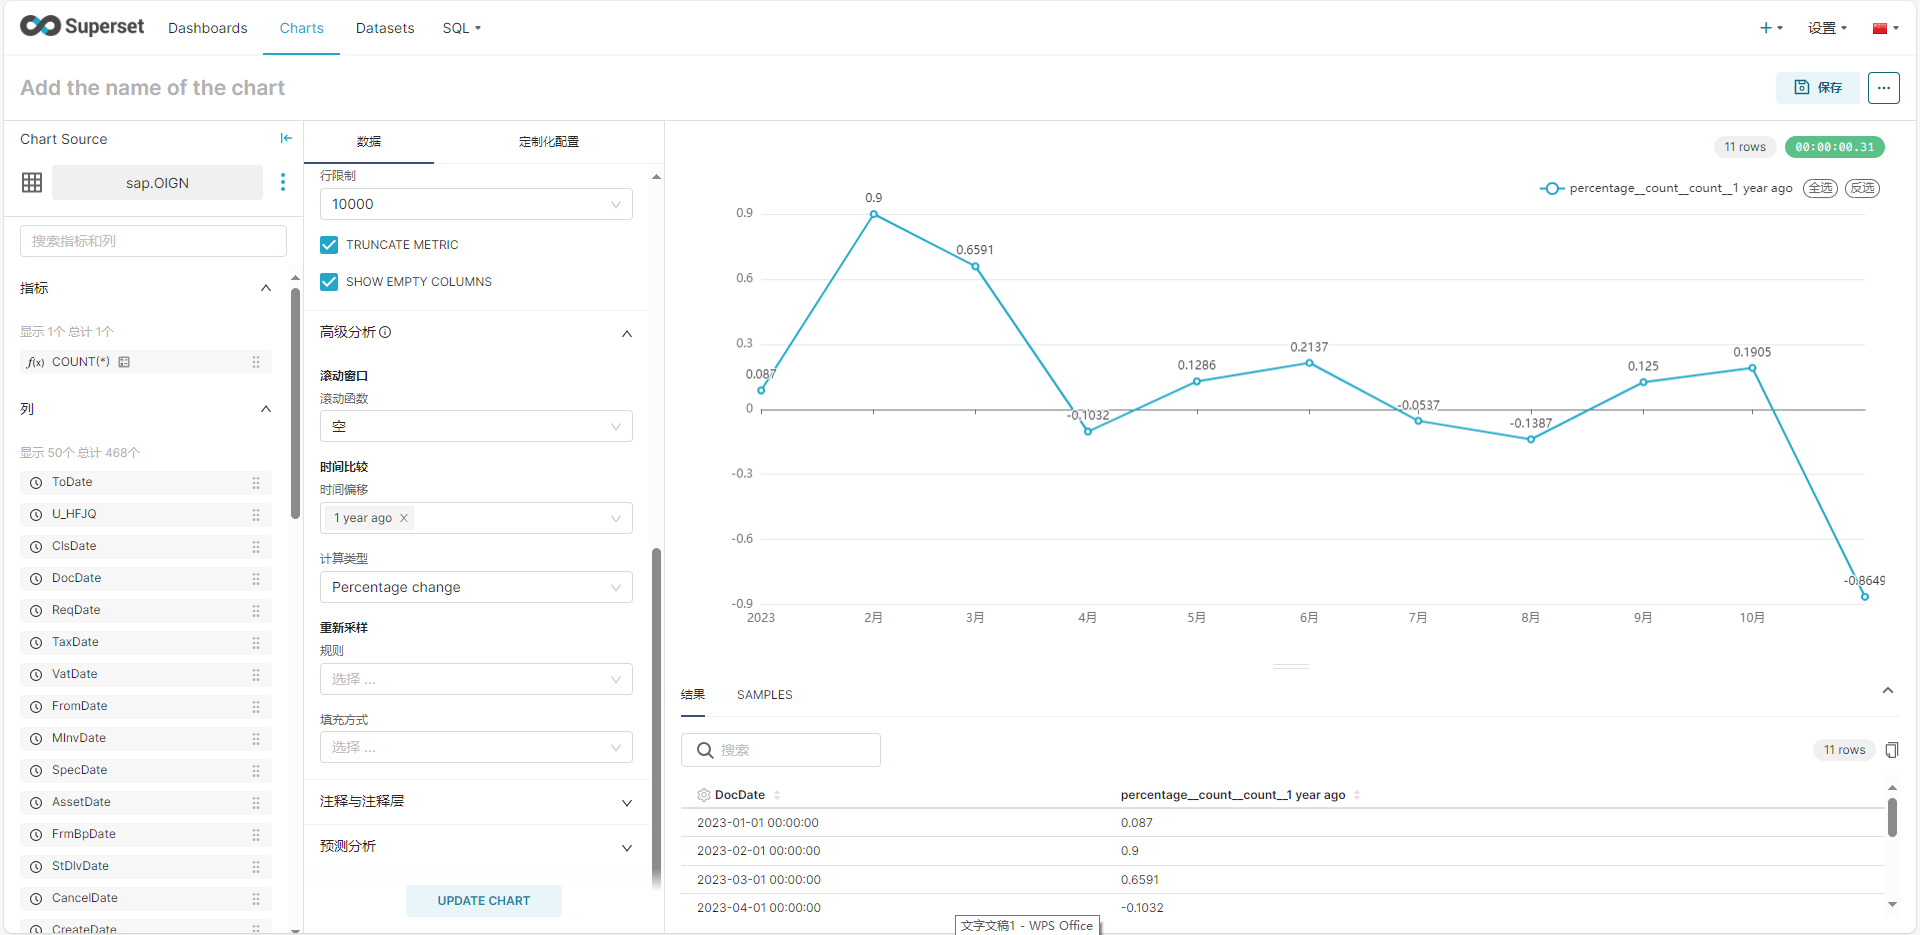 Superset
Dashboards
Charts
Datasets
SQL
设置
Add the name of the chart
保存
Chart Source
sap.OIGN
搜索指标和列
指标
显示 1个 总计 1个
f(x) COUNT(*)
列
显示 50个 总计 468个
ToDate
U_HFJQ
ClsDate
DocDate
ReqDate
TaxDate
VatDate
FromDate
MInvDate
SpecDate
AssetDate
FrmBpDate
StDlvDate
CancelDate
CreateDate
数据
定制化配置
行限制
10000
TRUNCATE METRIC
SHOW EMPTY COLUMNS
高级分析
滚动窗口
滚动函数
空
时间比较
时间偏移
1 year ago
计算类型
Percentage change
重新采样
规则
选择 ...
填充方式
选择 ...
注释与注释层
预测分析
UPDATE CHART
11 rows
00:00:00.31
percentage__count__count__1 year ago
全选
反选
0.9
0.6
0.3
0
-0.3
-0.6
-0.9
0.087
0.9
0.6591
-0.1032
0.1286
0.2137
-0.0537
-0.1387
0.125
0.1905
-0.8649
2023
2月
3月
4月
5月
6月
7月
8月
9月
10月
结果
SAMPLES
搜索
11 rows
DocDate
percentage__count__count__1 year ago
2023-01-01 00:00:00
0.087
2023-02-01 00:00:00
0.9
2023-03-01 00:00:00
0.6591
2023-04-01 00:00:00
-0.1032
文字文稿1 - WPS Office